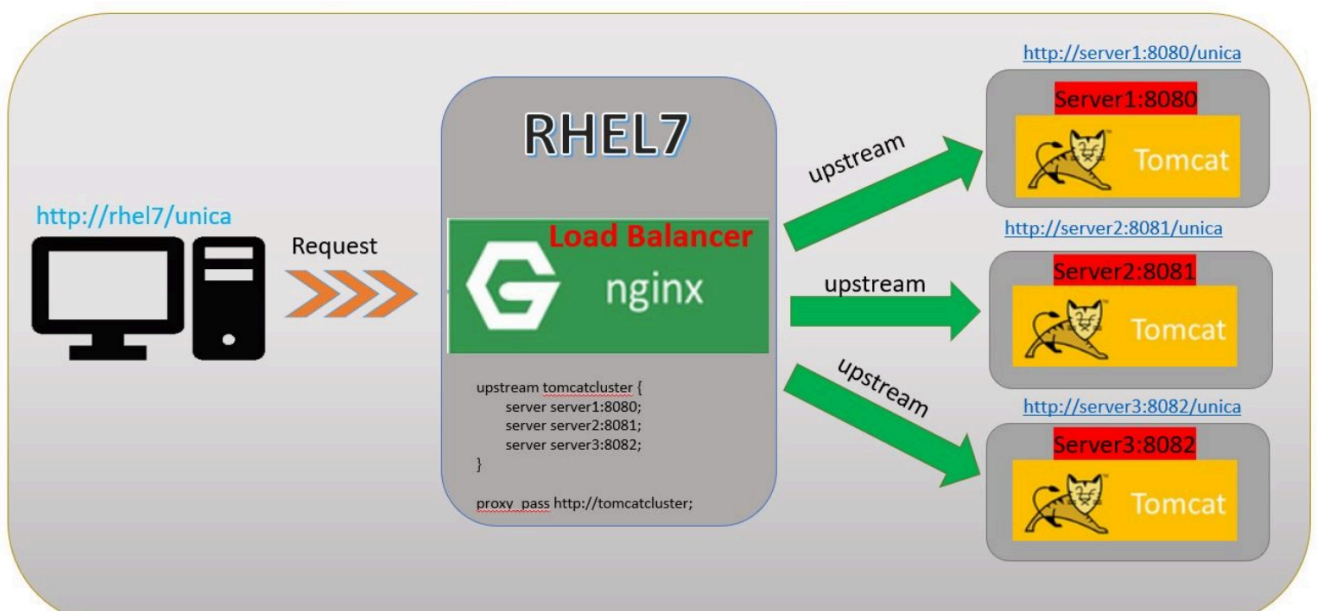 http://rhel7/unica
Request
RHEL7
Load Balancer
nginx
upstream tomcatcluster {
server server1:8080;
server server2:8081;
server server3:8082;
}
proxy_pass http://tomcatcluster;
upstream
upstream
upstream
http://server1:8080/unica
Server1:8080
Tomcat
http://server2:8081/unica
Server2:8081
Tomcat
http://server3:8082/unica
Server3:8082
Tomcat